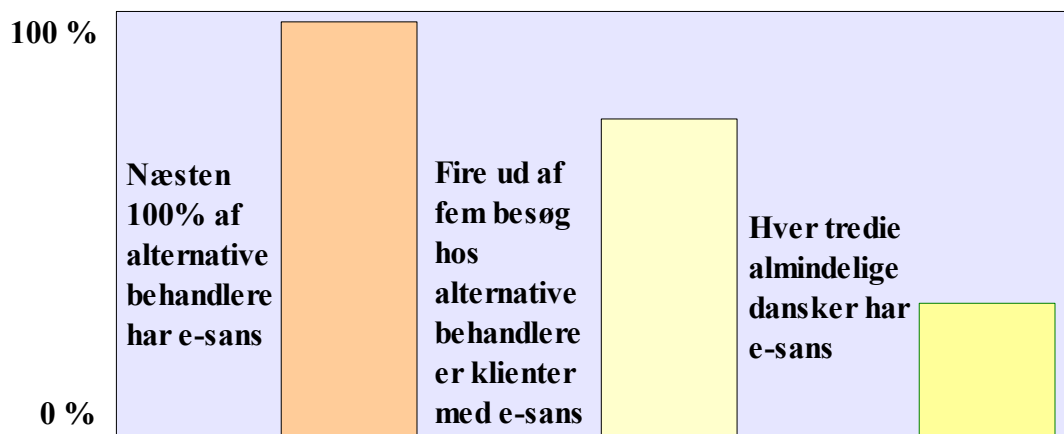 100 %
0 %
Næsten
100% af
alternative
behandlere
har e-sans
Fire ud af
fem besøg
hos
alternative
behandlere
er klienter
med e-sans
Hver tredie
almindelige
dansker har
e-sans